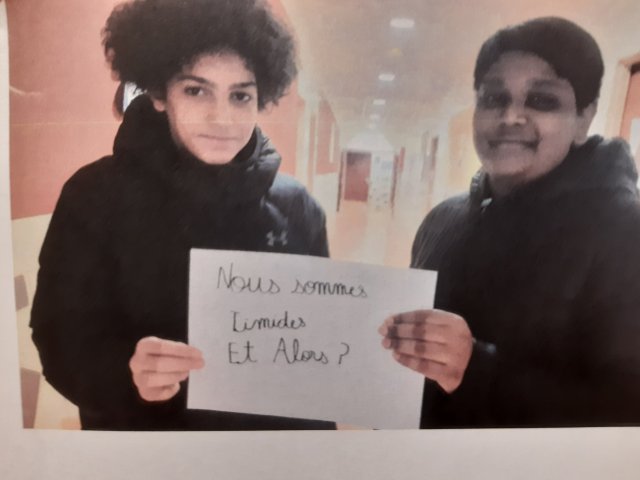 Nous sommes
Timides
Et Alors ?